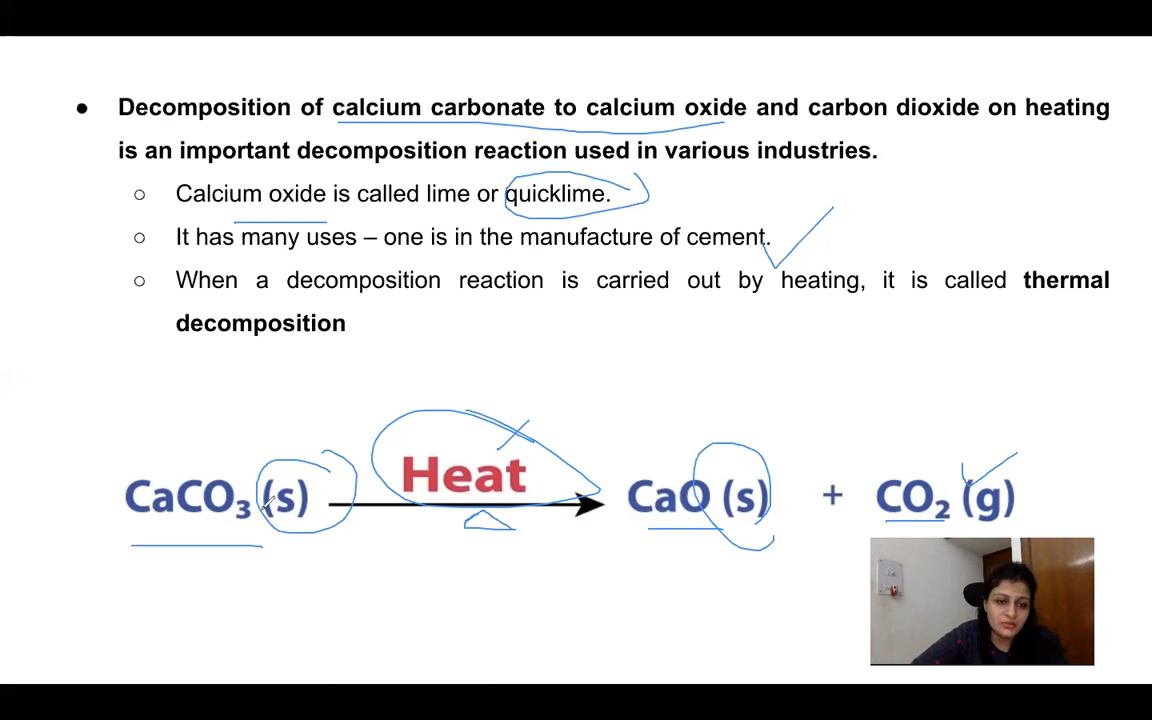 ● Decomposition of calcium carbonate to calcium oxide and carbon dioxide on heating
is an important decomposition reaction used in various industries.
○ Calcium oxide is called lime or quicklime.
○ It has many uses – one is in the manufacture of cement.
○ When a decomposition reaction is carried out by heating, it is called thermal
decomposition
CaCO₃ (s) Heat CaO (s) + CO₂ (g)